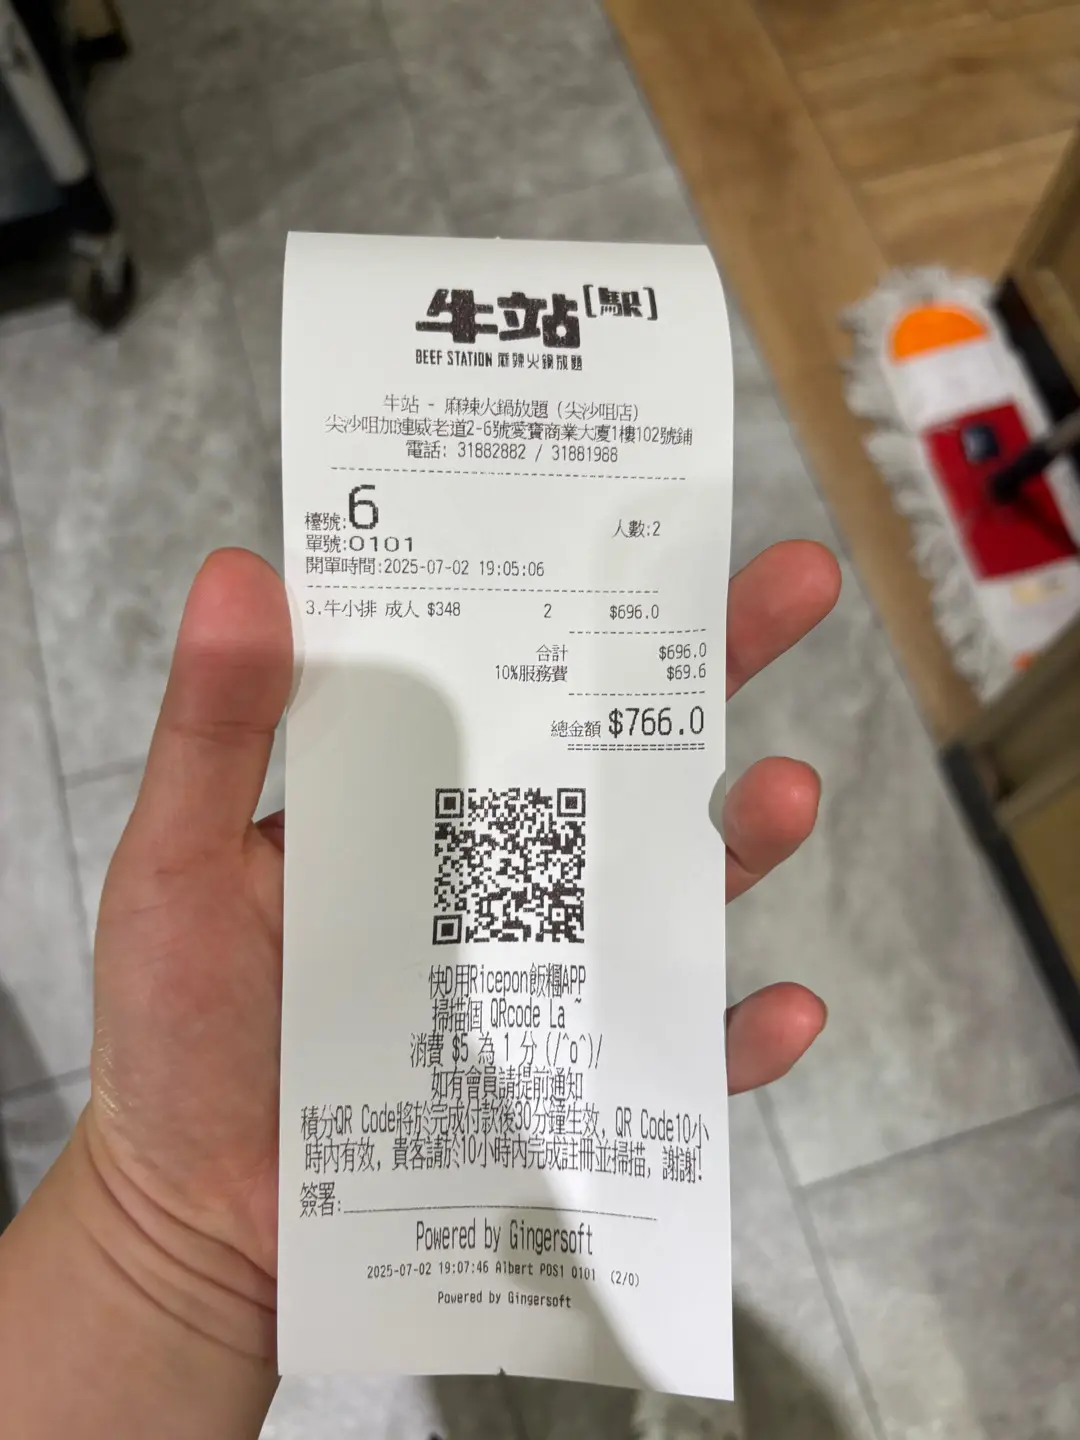 牛站[駅]
BEEF STATION 麻辣火鍋放題
牛站 - 麻辣火鍋放題 (尖沙咀店)
尖沙咀加連威老道2-6號愛賓商業大廈1樓102號鋪
電話: 31882882 / 31881988
檯號:6 人數:2
單號:0101
開單時間:2025-07-02 19:05:06
3.牛小排 成人 $348 2 $696.0
合計 $696.0
10%服務費 $69.6
總金額 $766.0
快D用Ricepon飯糰APP
掃描個 QRcode La ~
消費 $5 為 1 分 (/^o^)/
如有會員請提前通知
積分QR Code將於完成付款後30分鐘生效, QR Code10小
時內有效, 貴客請於10小時內完成註冊並掃描, 謝謝!
簽署:
Powered by Gingersoft
2025-07-02 19:07:46 Albert POS1 0101 (2/0)
Powered by Gingersoft